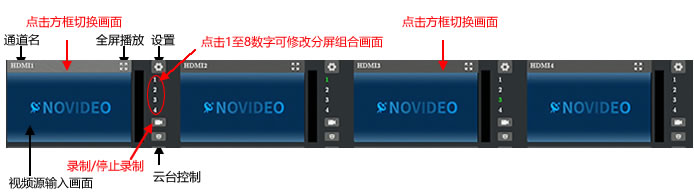 点击方框切换画面
点击方框切换画面
通道名
全屏播放
设置
点击1至8数字可修改分屏组合画面
HDMI1
HDMI2
HDMI3
HDMI4
1
2
3
4
1
2
3
4
1
2
3
4
1
2
3
4
NOVIDEO
NOVIDEO
NOVIDEO
NOVIDEO
录制/停止录制
视频源输入画面
云台控制